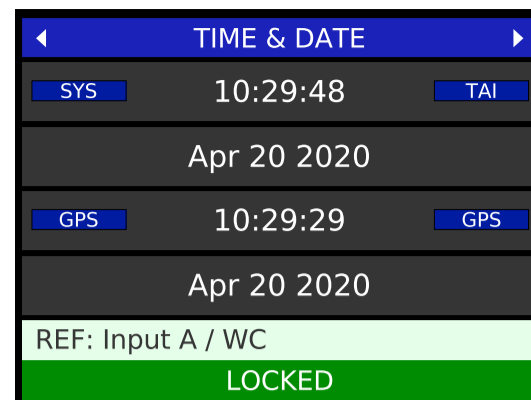 TIME & DATE
SYS 10:29:48 TAI
Apr 20 2020
GPS 10:29:29 GPS
Apr 20 2020
REF: Input A / WC
LOCKED